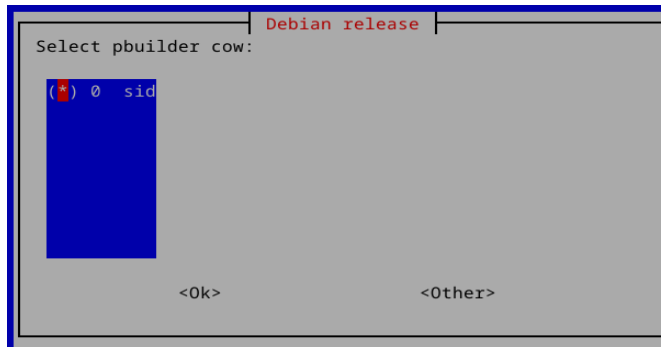 Debian release
Select pbuilder cow:
(*) 0 sid
<Ok> <Other>